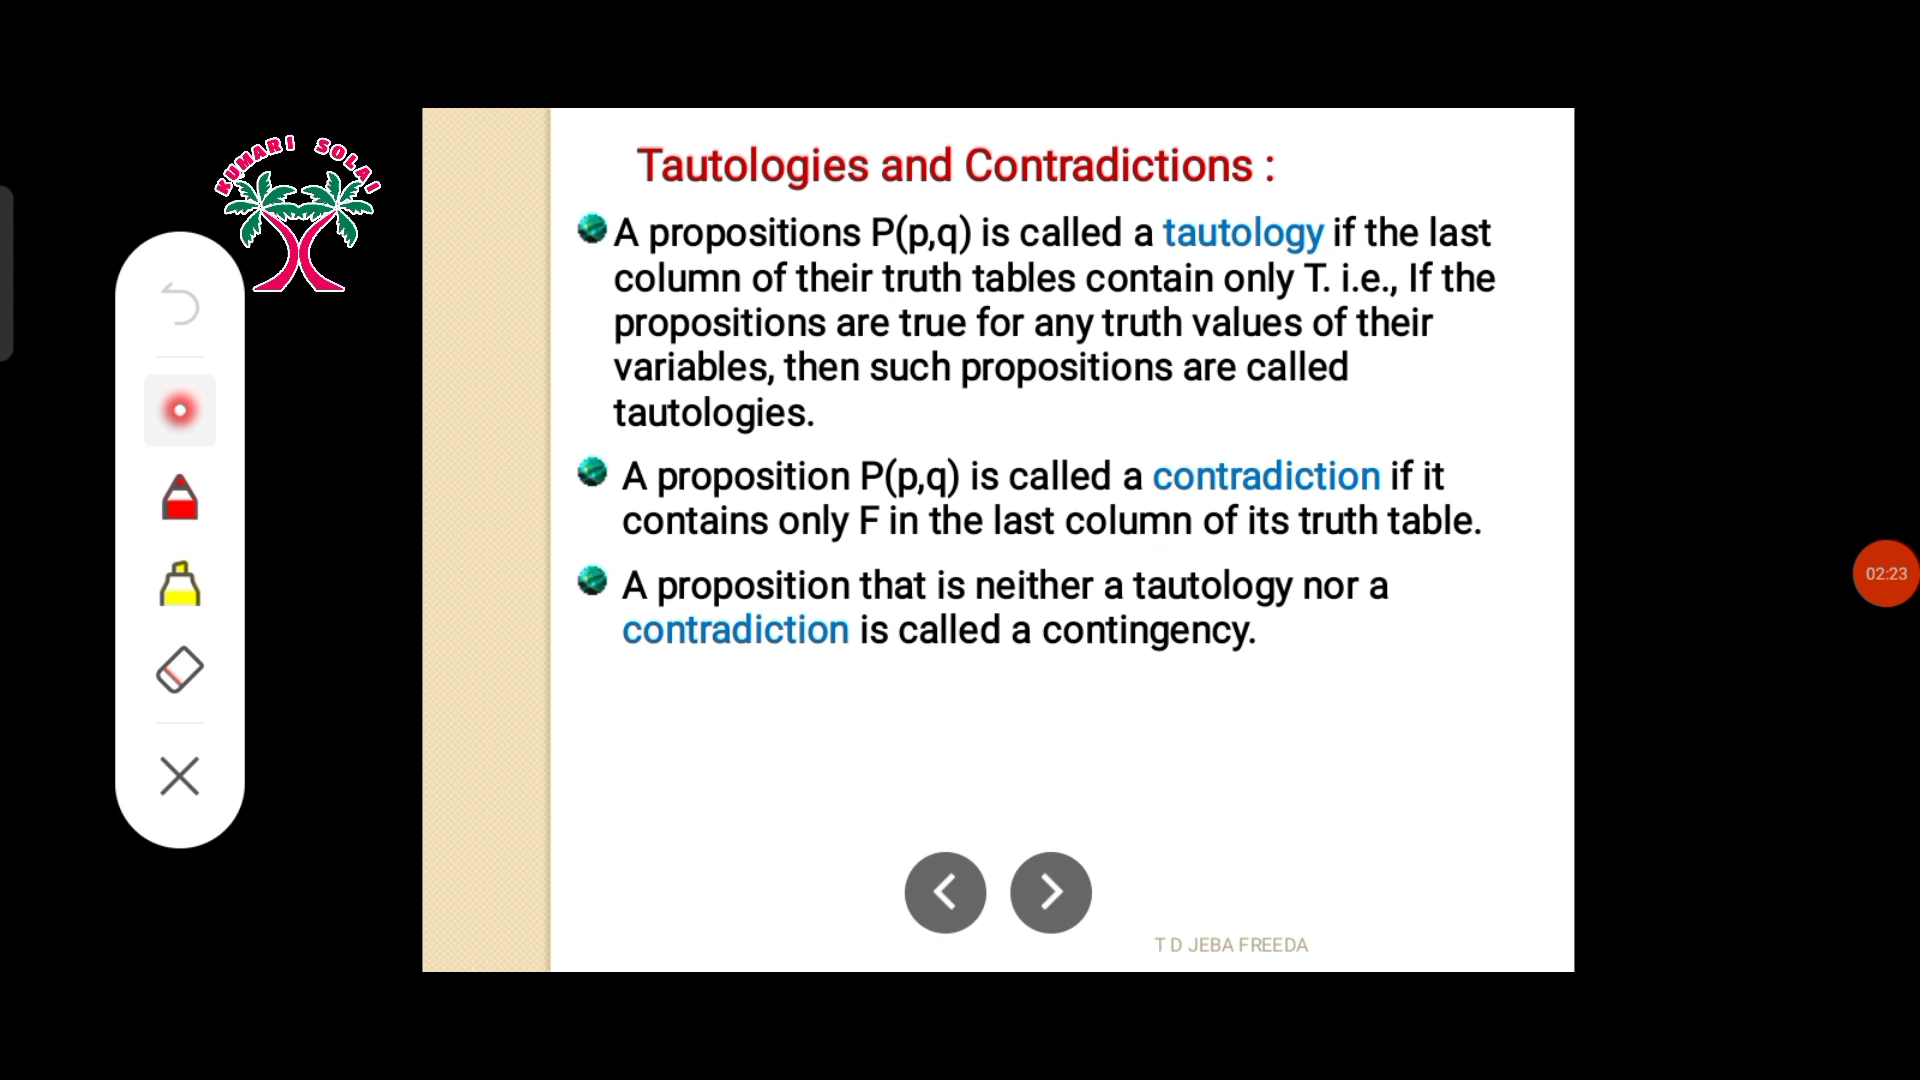 KUMARI SOLAI
Tautologies and Contradictions :
A propositions P(p,q) is called a tautology if the last
column of their truth tables contain only T. i.e., If the
propositions are true for any truth values of their
variables, then such propositions are called
tautologies.
A proposition P(p,q) is called a contradiction if it
contains only F in the last column of its truth table.
A proposition that is neither a tautology nor a
contradiction is called a contingency.
02:23
T D JEBA FREEDA